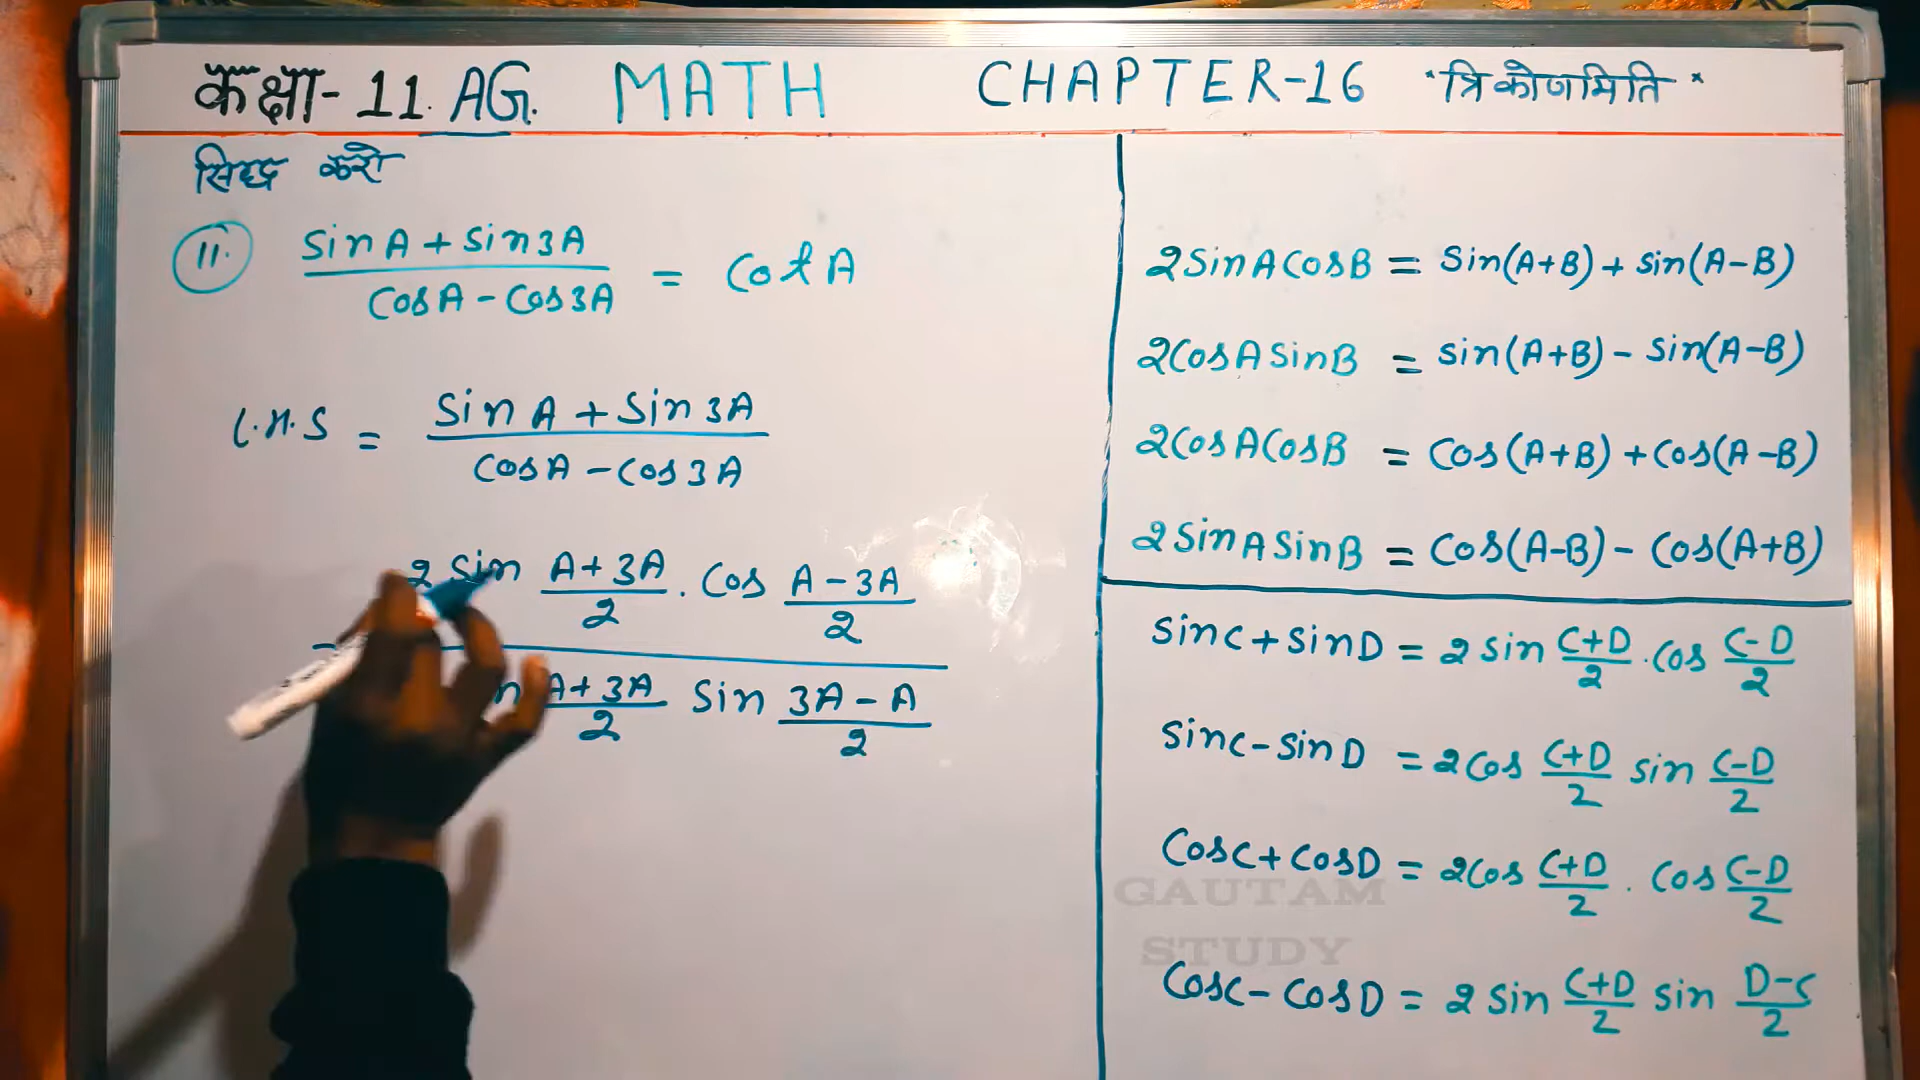 कक्षा-11. AG. MATH CHAPTER-16 "त्रिकोणमिति"
सिद्ध करो
11. (sinA + sin3A)/(cosA - cos3A) = cotA
L.H.S = (sinA + sin3A)/(cosA - cos3A)
2 sin (A+3A)/2 . cos (A-3A)/2
(A+3A)/2 sin (3A-A)/2
2sinAcosB = sin(A+B) + sin(A-B)
2cosAsinB = sin(A+B) - sin(A-B)
2cosAcosB = cos(A+B) + cos(A-B)
2sinAsinB = cos(A-B) - cos(A+B)
sinC + sinD = 2 sin (C+D)/2 . cos (C-D)/2
sinC - sinD = 2cos (C+D)/2 sin (C-D)/2
cosC + cosD = 2cos (C+D)/2 . cos (C-D)/2
GAUTAM
STUDY
cosC - cosD = 2 sin (C+D)/2 sin (D-C)/2